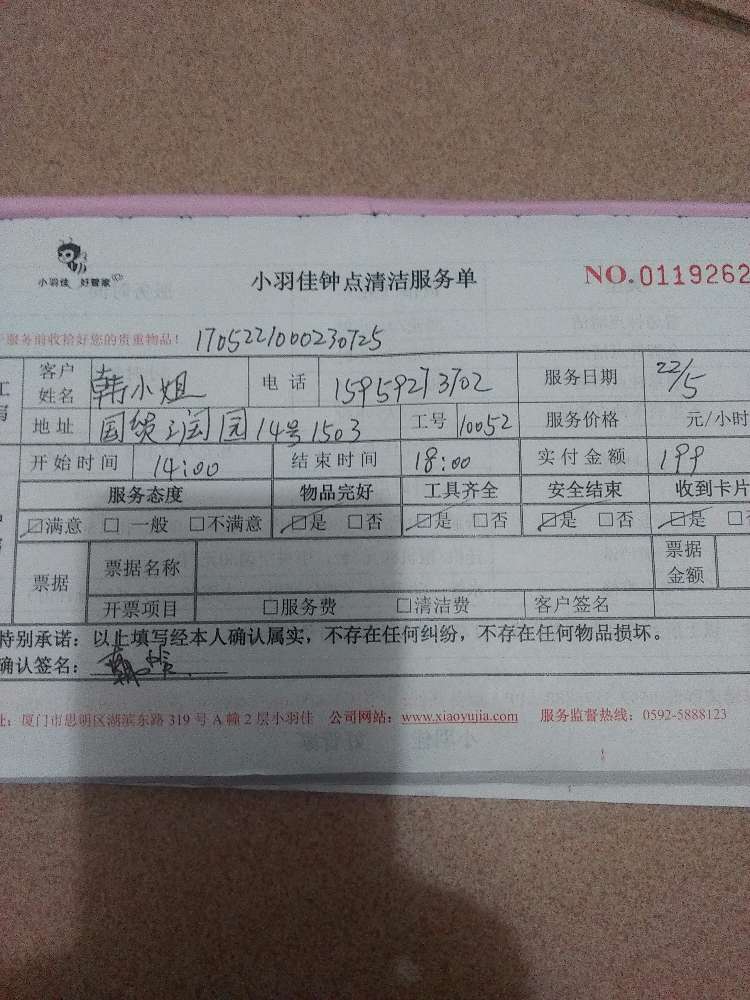 小羽佳 好管家
小羽佳钟点清洁服务单
NO.0119262
服务前收拾好您的贵重物品！ 1705221000230725
客户姓名 韩小姐 电话 15959273702 服务日期 22/5
地址 国贸润园14号1503 工号 10052 服务价格 元/小时
开始时间 14:00 结束时间 18:00 实付金额 199
服务态度 物品完好 工具齐全 安全结束 收到卡片
☑满意 □一般 □不满意 ☑是 □否 ☑是 □否 ☑是 □否 ☑是 □
票据 票据名称 票据金额
开票项目 □服务费 □清洁费 客户签名
特别承诺：以上填写经本人确认属实，不存在任何纠纷，不存在任何物品损坏。
确认签名：
址：厦门市思明区湖滨东路 319 号 A 幢 2 层小羽佳 公司网站：www.xiaoyujia.com 服务监督热线：0592-5888123